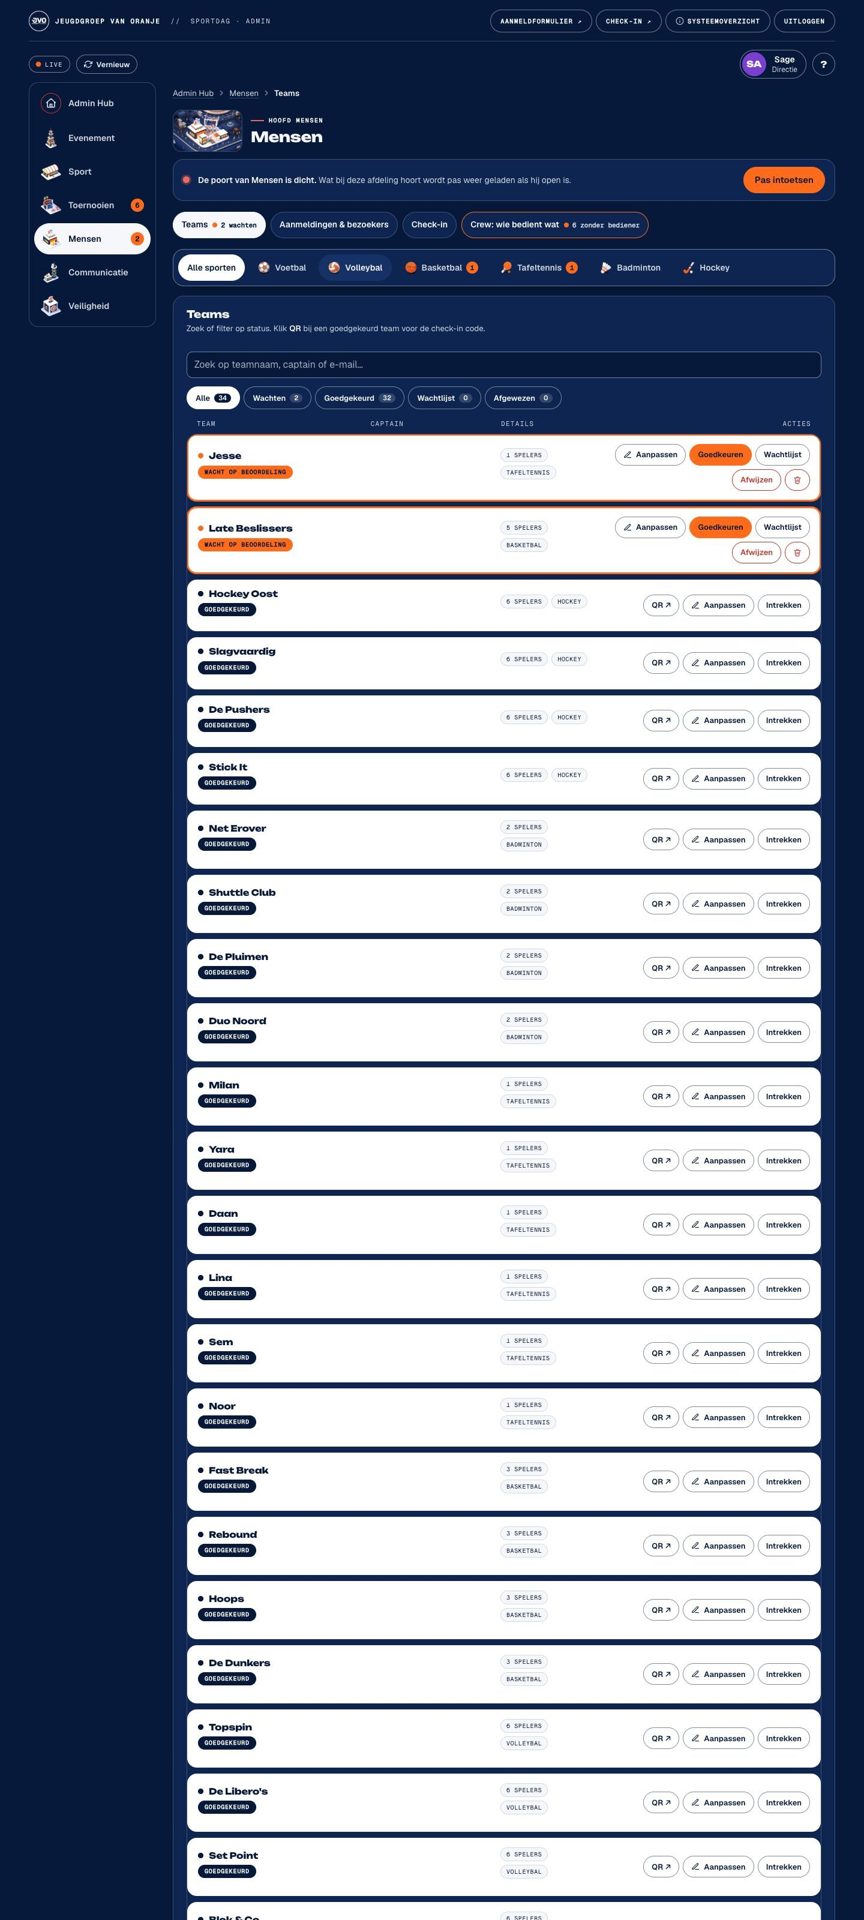 JVO JEUGDGROEP VAN ORANJE // SPORTDAG · ADMIN
AANMELDFORMULIER ↗
CHECK-IN ↗
SYSTEEMOVERZICHT
UITLOGGEN
LIVE
Vernieuw
SA
Sage
Directie
?
Admin Hub
Evenement
Sport
Toernooien 6
Mensen 2
Communicatie
Veiligheid
Admin Hub > Mensen > Teams
HOOFD MENSEN
Mensen
De poort van Mensen is dicht. Wat bij deze afdeling hoort wordt pas weer geladen als hij open is.
Pas intoetsen
Teams 2 wachten
Aanmeldingen & bezoekers
Check-in
Crew: wie bedient wat 6 zonder bediener
Alle sporten
Voetbal
Volleybal
Basketbal 1
Tafeltennis 1
Badminton
Hockey
Teams
Zoek of filter op status. Klik QR bij een goedgekeurd team voor de check-in code.
Zoek op teamnaam, captain of e-mail...
Alle 34
Wachten 2
Goedgekeurd 32
Wachtlijst 0
Afgewezen 0
TEAM CAPTAIN DETAILS ACTIES
Jesse
WACHT OP BEOORDELING
1 SPELERS
TAFELTENNIS
Aanpassen Goedkeuren Wachtlijst
Afwijzen
Late Beslissers
WACHT OP BEOORDELING
5 SPELERS
BASKETBAL
Aanpassen Goedkeuren Wachtlijst
Afwijzen
Hockey Oost
GOEDGEKEURD
6 SPELERS HOCKEY
QR ↗ Aanpassen Intrekken
Slagvaardig
GOEDGEKEURD
6 SPELERS HOCKEY
QR ↗ Aanpassen Intrekken
De Pushers
GOEDGEKEURD
6 SPELERS HOCKEY
QR ↗ Aanpassen Intrekken
Stick It
GOEDGEKEURD
6 SPELERS HOCKEY
QR ↗ Aanpassen Intrekken
Net Erover
GOEDGEKEURD
2 SPELERS
BADMINTON
QR ↗ Aanpassen Intrekken
Shuttle Club
GOEDGEKEURD
2 SPELERS
BADMINTON
QR ↗ Aanpassen Intrekken
De Pluimen
GOEDGEKEURD
2 SPELERS
BADMINTON
QR ↗ Aanpassen Intrekken
Duo Noord
GOEDGEKEURD
2 SPELERS
BADMINTON
QR ↗ Aanpassen Intrekken
Milan
GOEDGEKEURD
1 SPELERS
TAFELTENNIS
QR ↗ Aanpassen Intrekken
Yara
GOEDGEKEURD
1 SPELERS
TAFELTENNIS
QR ↗ Aanpassen Intrekken
Daan
GOEDGEKEURD
1 SPELERS
TAFELTENNIS
QR ↗ Aanpassen Intrekken
Lina
GOEDGEKEURD
1 SPELERS
TAFELTENNIS
QR ↗ Aanpassen Intrekken
Sem
GOEDGEKEURD
1 SPELERS
TAFELTENNIS
QR ↗ Aanpassen Intrekken
Noor
GOEDGEKEURD
1 SPELERS
TAFELTENNIS
QR ↗ Aanpassen Intrekken
Fast Break
GOEDGEKEURD
3 SPELERS
BASKETBAL
QR ↗ Aanpassen Intrekken
Rebound
GOEDGEKEURD
3 SPELERS
BASKETBAL
QR ↗ Aanpassen Intrekken
Hoops
GOEDGEKEURD
3 SPELERS
BASKETBAL
QR ↗ Aanpassen Intrekken
De Dunkers
GOEDGEKEURD
3 SPELERS
BASKETBAL
QR ↗ Aanpassen Intrekken
Topspin
GOEDGEKEURD
6 SPELERS
VOLLEYBAL
QR ↗ Aanpassen Intrekken
De Libero's
GOEDGEKEURD
6 SPELERS
VOLLEYBAL
QR ↗ Aanpassen Intrekken
Set Point
GOEDGEKEURD
6 SPELERS
VOLLEYBAL
QR ↗ Aanpassen Intrekken
Blok & Co
6 SPELERS